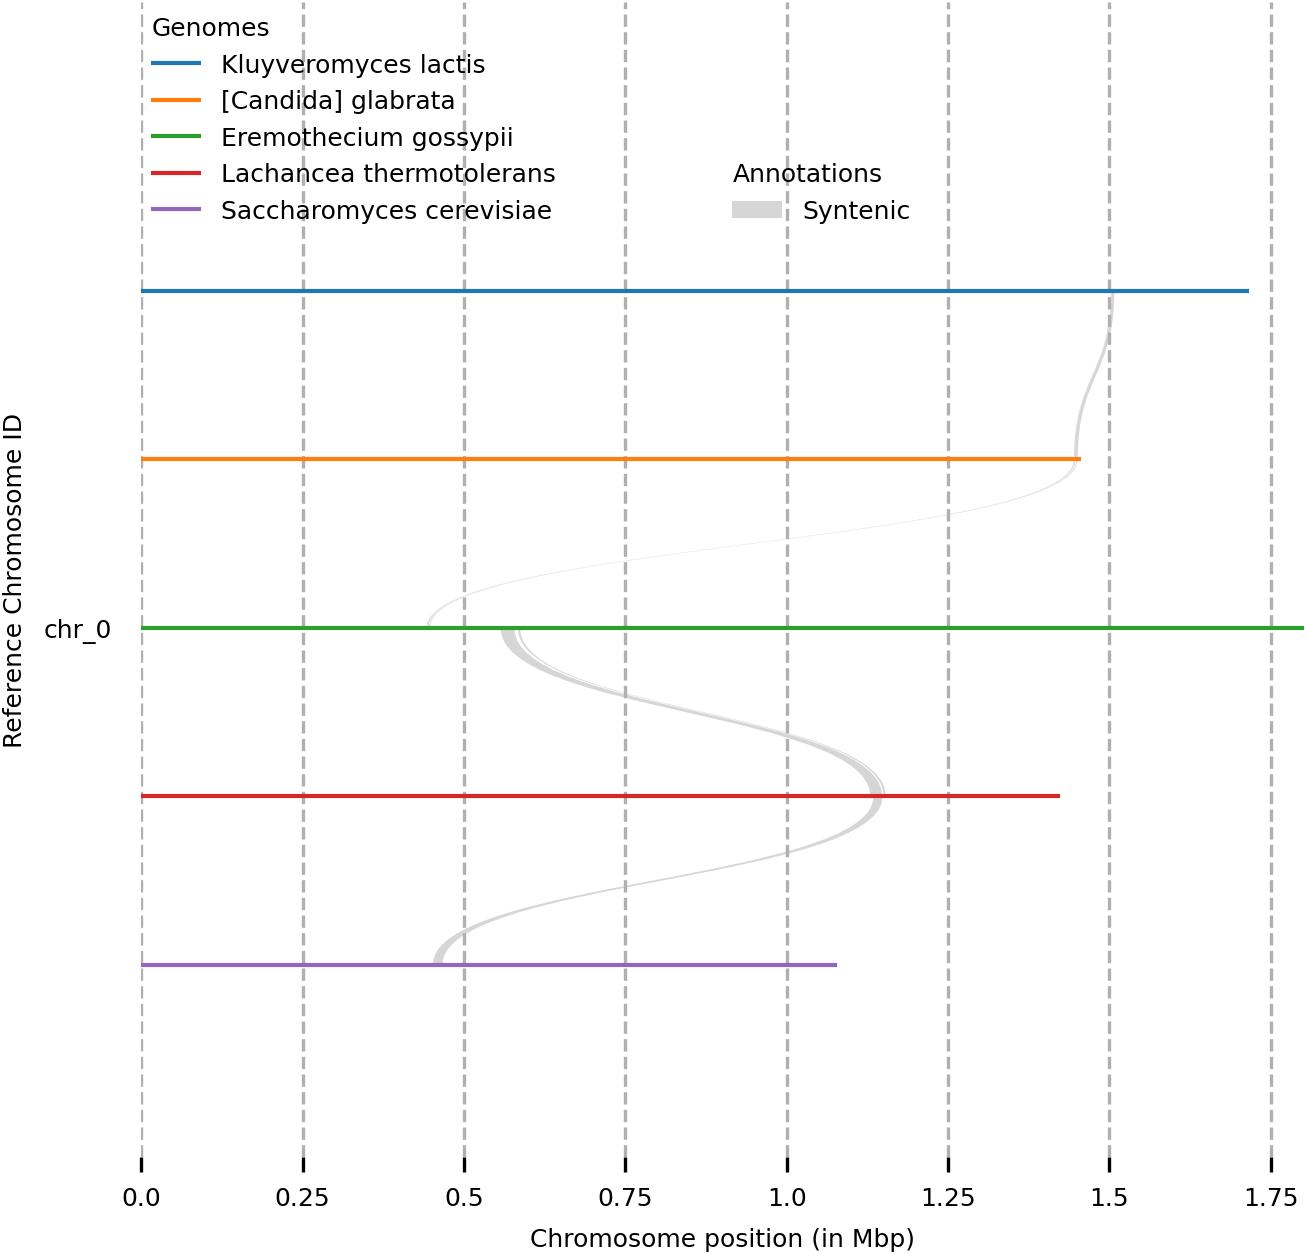 Genomes
Kluyveromyces lactis
[Candida] glabrata
Eremothecium gossypii
Lachancea thermotolerans
Saccharomyces cerevisiae
Annotations
Syntenic
Reference Chromosome ID
chr_0
0.0 0.25 0.5 0.75 1.0 1.25 1.5 1.75
Chromosome position (in Mbp)